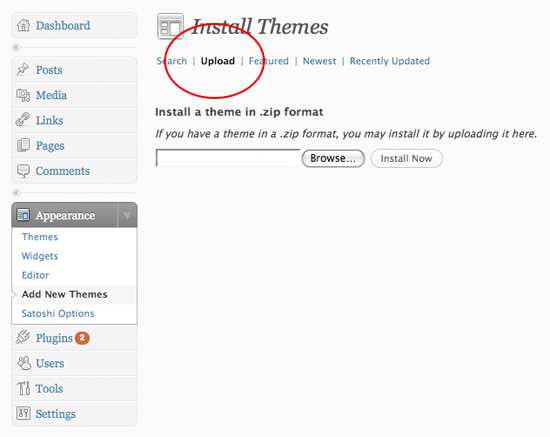 Dashboard
Posts
Media
Links
Pages
Comments
Appearance
Themes
Widgets
Editor
Add New Themes
Satoshi Options
Plugins 2
Users
Tools
Settings
Install Themes
Search | Upload | Featured | Newest | Recently Updated
Install a theme in .zip format
If you have a theme in a .zip format, you may install it by uploading it here.
Browse... Install Now